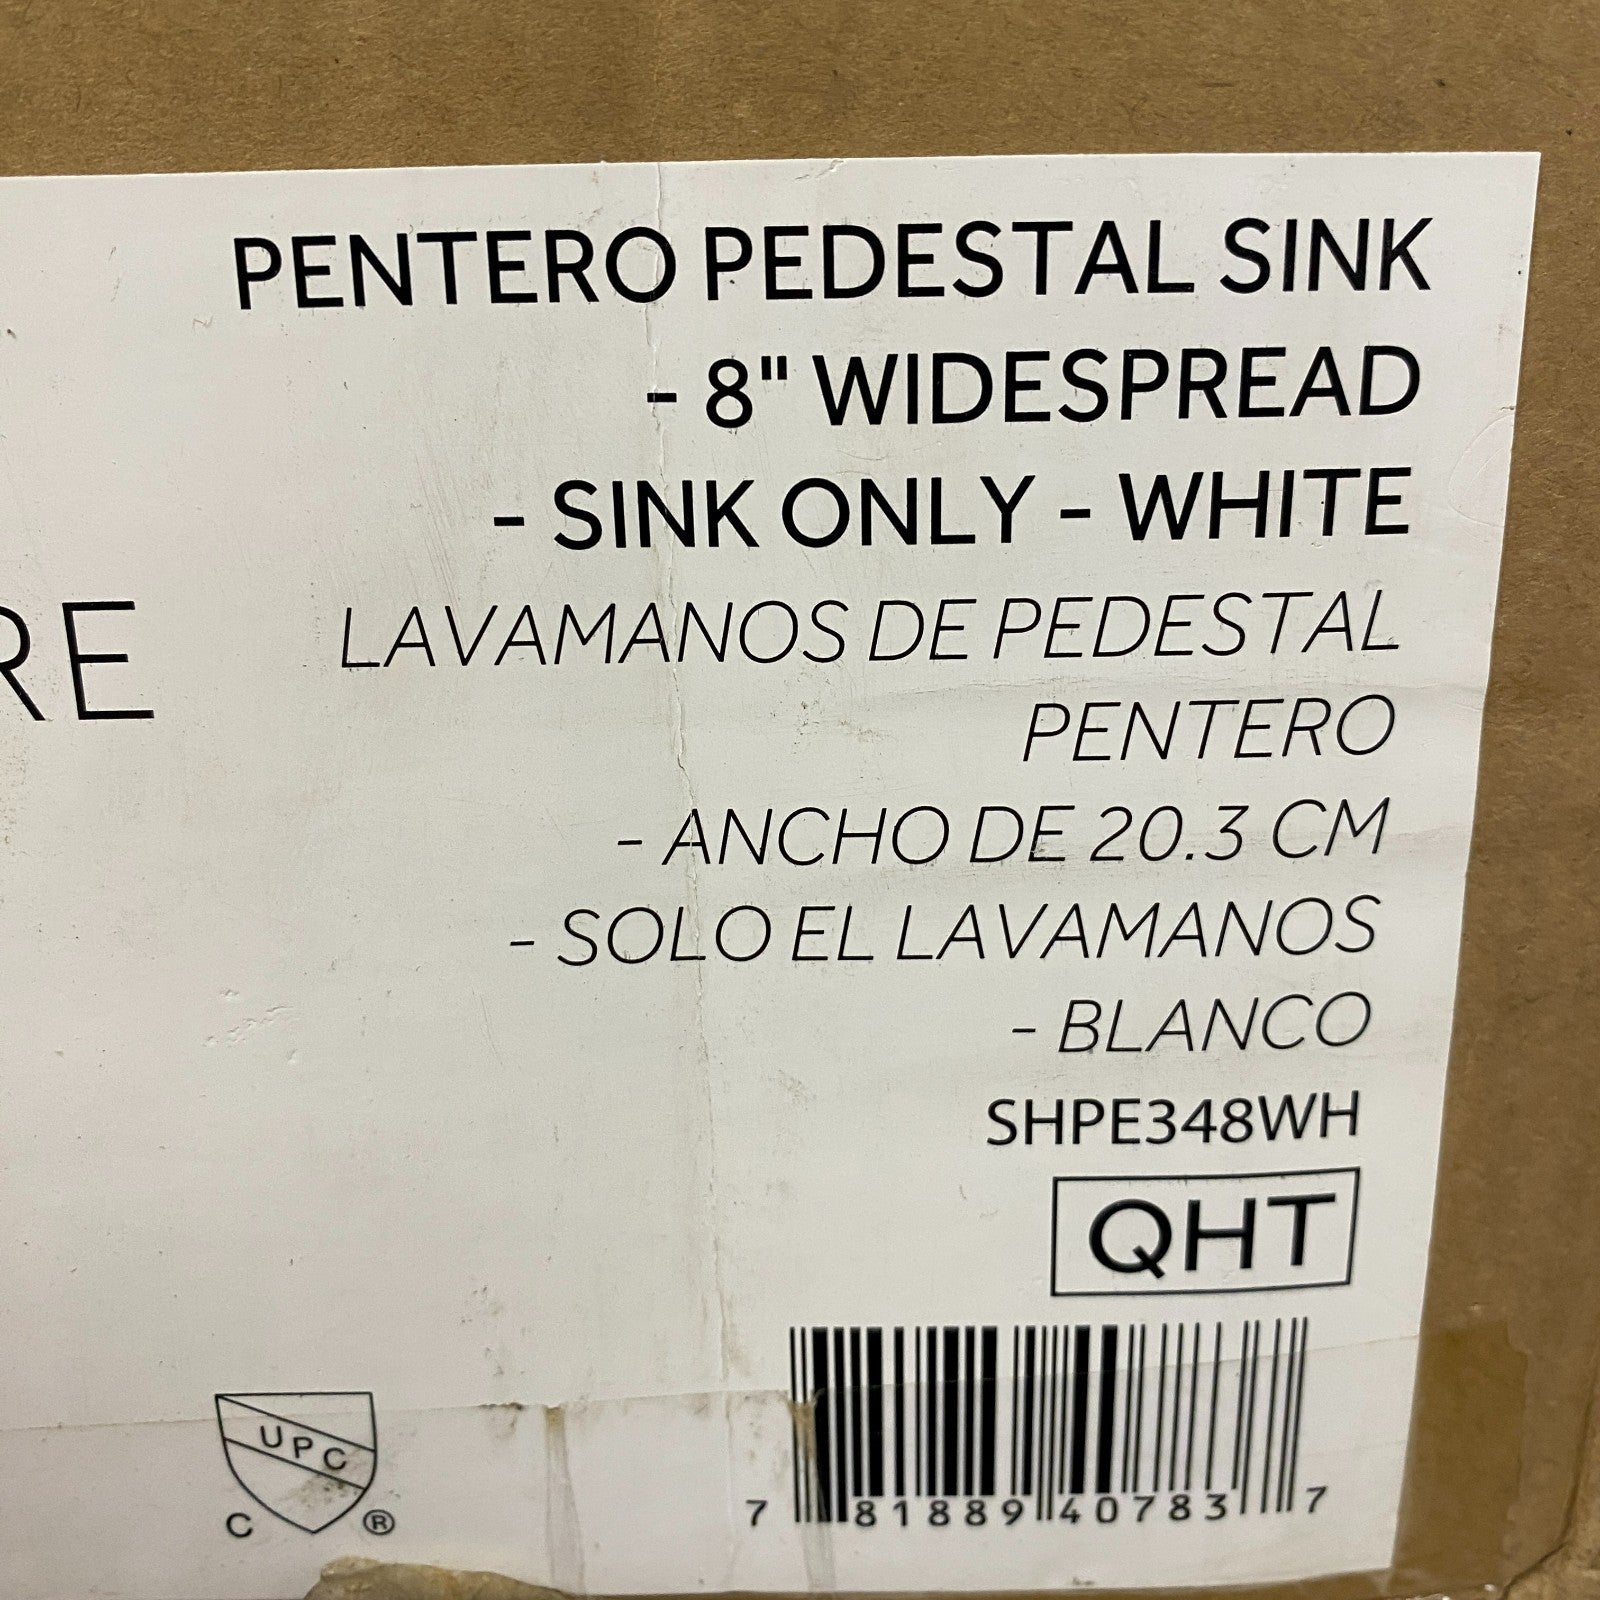 PENTERO PEDESTAL SINK
- 8" WIDESPREAD
- SINK ONLY - WHITE
RE
LAVAMANOS DE PEDESTAL
PENTERO
- ANCHO DE 20.3 CM
- SOLO EL LAVAMANOS
- BLANCO
SHPE348WH
QHT
UPC
C ®
7 81889 40783 7